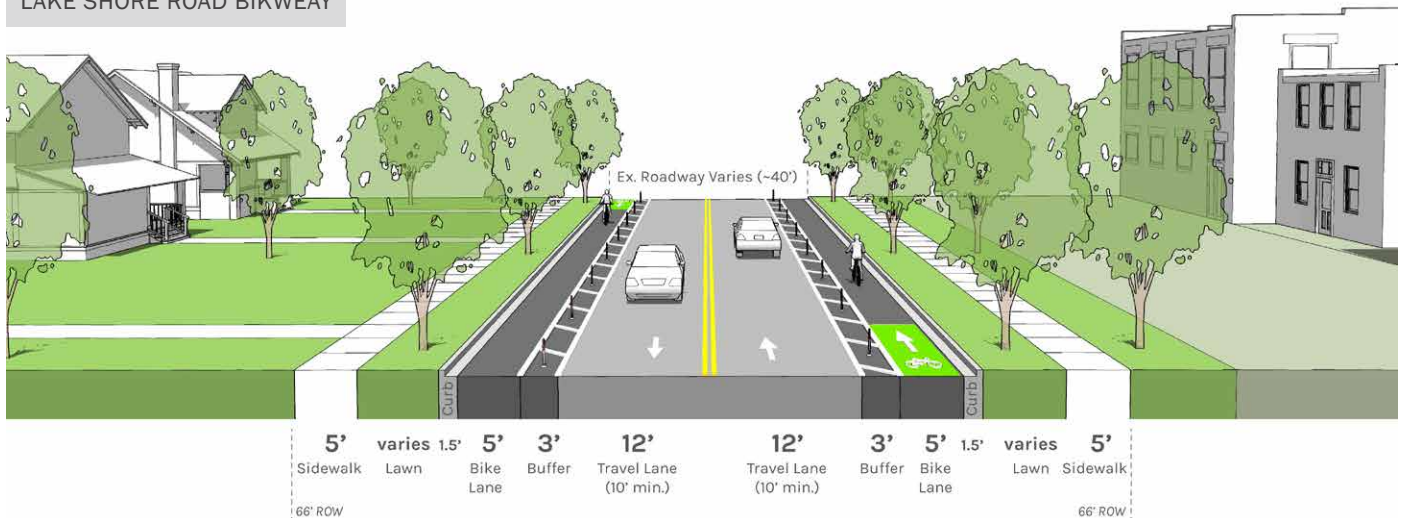 LAKE SHORE ROAD BIKWEAY
Ex. Roadway Varies (~40’)
Curb
Curb
5’ varies 1.5’ 5’ 3’ 12’ 12’ 3’ 5’ 1.5’ varies 5’
Sidewalk Lawn Bike Buffer Travel Lane Travel Lane Buffer Bike Lawn Sidewalk
Lane (10’ min.) (10’ min.) Lane
66’ ROW 66’ ROW